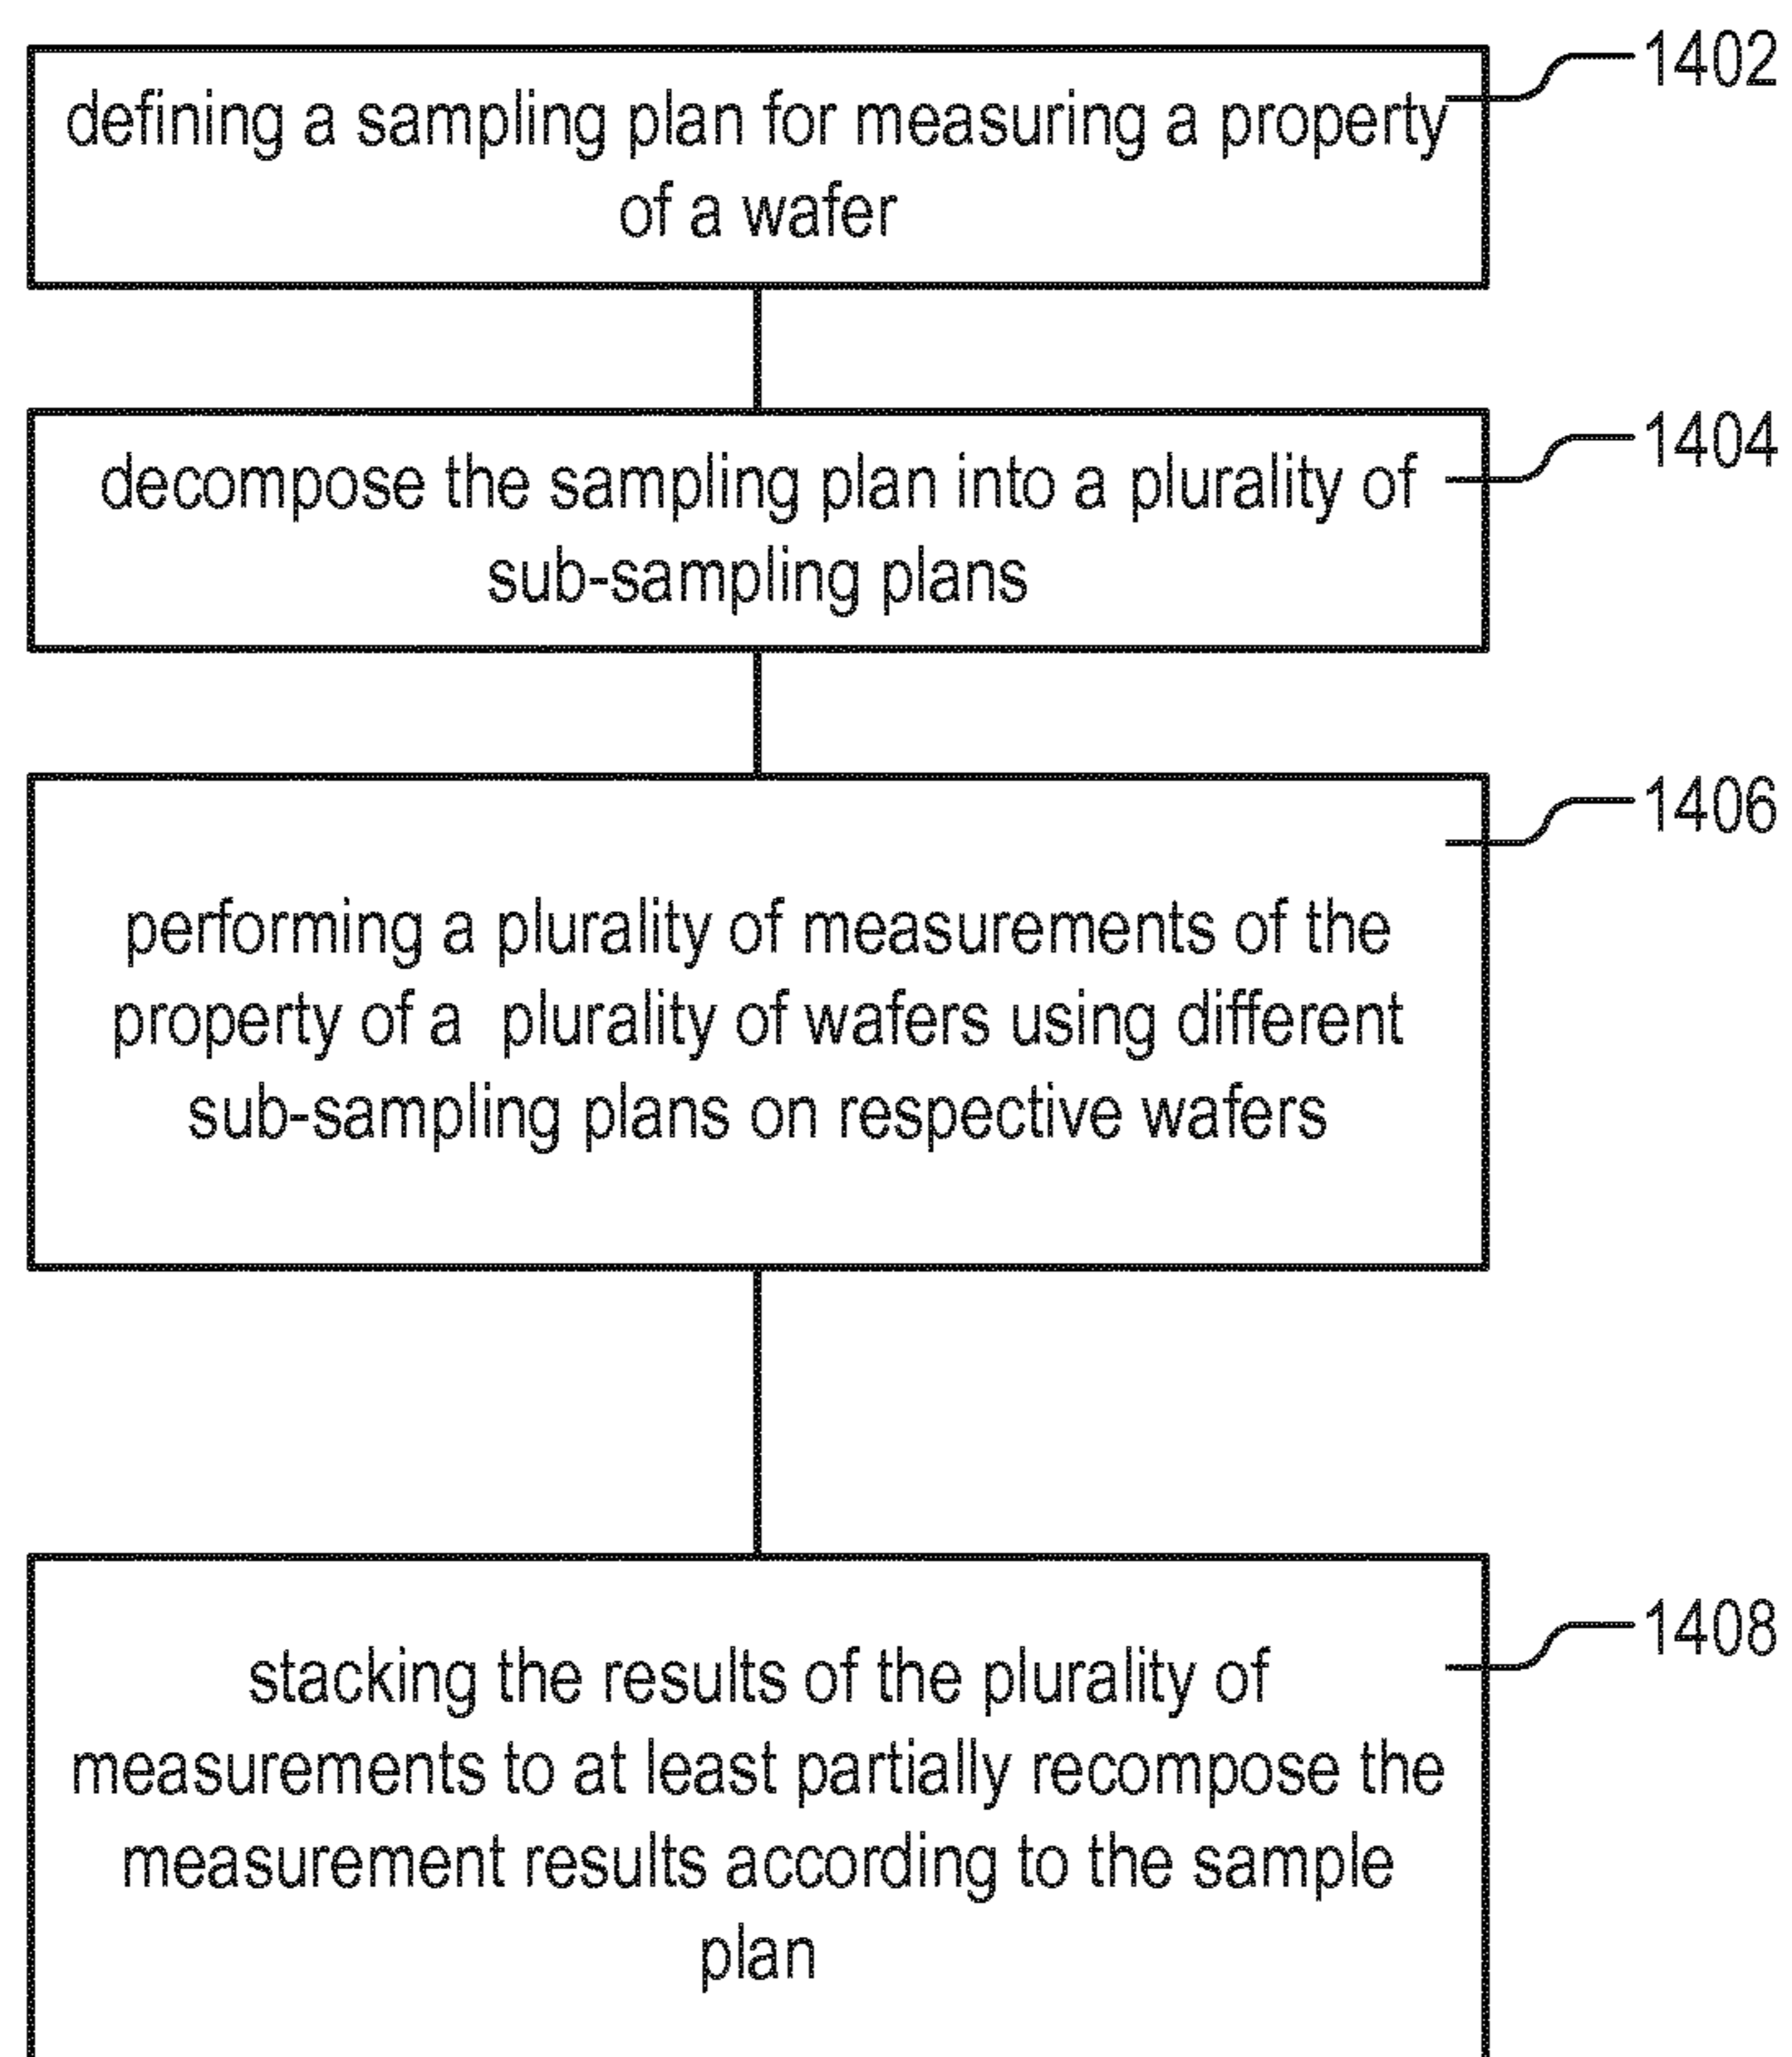 1402
defining a sampling plan for measuring a property
of a wafer
1404
decompose the sampling plan into a plurality of
sub-sampling plans
1406
performing a plurality of measurements of the
property of a plurality of wafers using different
sub-sampling plans on respective wafers
1408
stacking the results of the plurality of
measurements to at least partially recompose the
measurement results according to the sample
plan